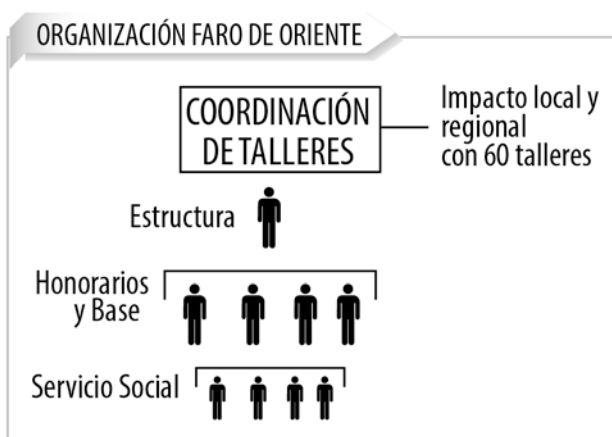 ORGANIZACIÓN FARO DE ORIENTE
COORDINACIÓN
DE TALLERES
Impacto local y
regional
con 60 talleres
Estructura
Honorarios
y Base
Servicio Social